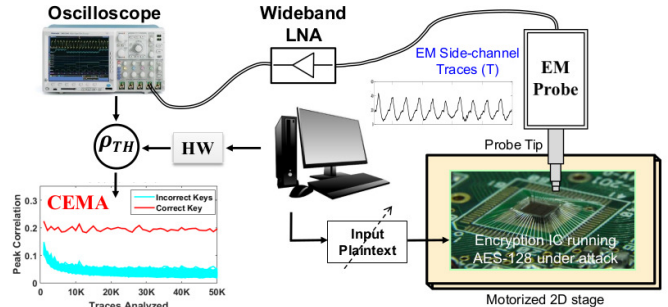 Oscilloscope
Wideband
LNA
EM Side-channel
Traces (T)
EM
Probe
Probe Tip
ρTH
HW
CEMA
Incorrect Keys
Correct Key
Peak Correlation
0.3
0.2
0.1
0
10K
20K
30K
40K
50K
Traces Analyzed
Input
Plaintext
Encryption IC running
AES-128 under attack
Motorized 2D stage